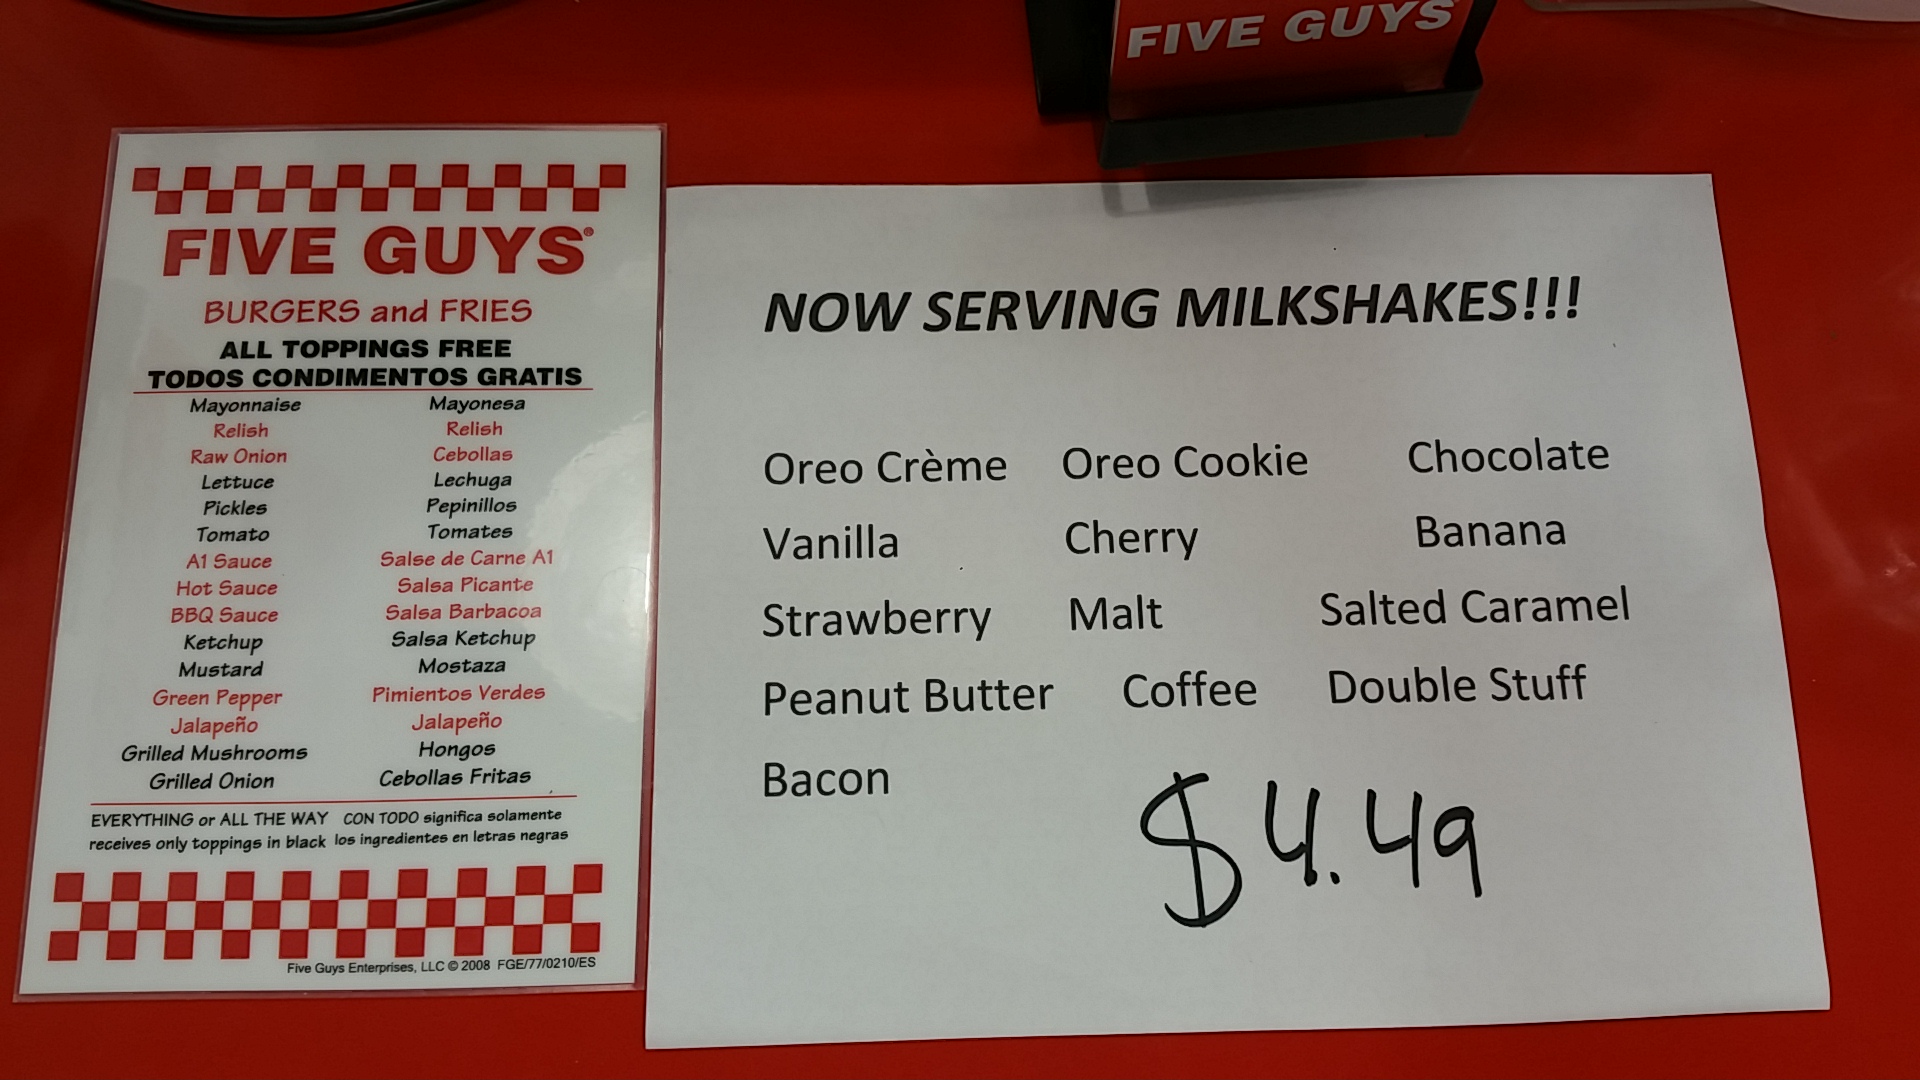 FIVE GUYS
FIVE GUYS®
BURGERS and FRIES
ALL TOPPINGS FREE
TODOS CONDIMENTOS GRATIS
Mayonnaise Mayonesa
Relish Relish
Raw Onion Cebollas
Lettuce Lechuga
Pickles Pepinillos
Tomato Tomates
A1 Sauce Salse de Carne A1
Hot Sauce Salsa Picante
BBQ Sauce Salsa Barbacoa
Ketchup Salsa Ketchup
Mustard Mostaza
Green Pepper Pimientos Verdes
Jalapeño Jalapeño
Grilled Mushrooms Hongos
Grilled Onion Cebollas Fritas
EVERYTHING or ALL THE WAY CON TODO significa solamente
receives only toppings in black los ingredientes en letras negras
Five Guys Enterprises, LLC © 2008 FGE/77/0210/ES
NOW SERVING MILKSHAKES!!!
Oreo Crème Oreo Cookie Chocolate
Vanilla Cherry Banana
Strawberry Malt Salted Caramel
Peanut Butter Coffee Double Stuff
Bacon
$4.49